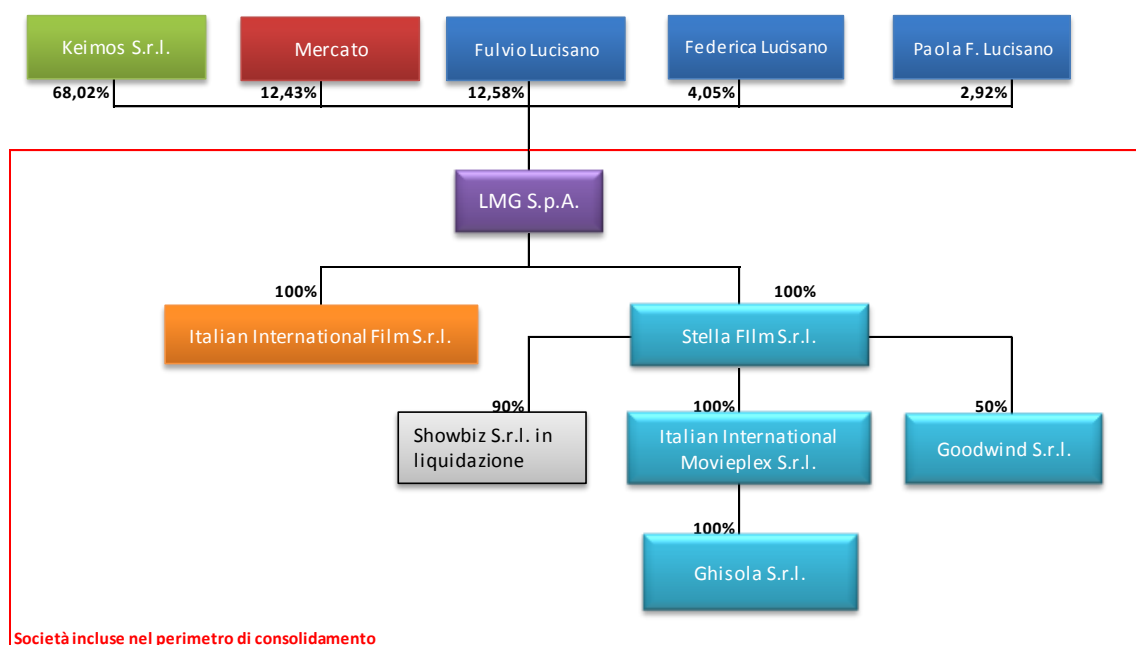 Keimos S.r.l.
Mercato
Fulvio Lucisano
Federica Lucisano
Paola F. Lucisano
68,02%
12,43%
12,58%
4,05%
2,92%
LMG S.p.A.
100%
100%
Italian International Film S.r.l.
Stella FIlm S.r.l.
90%
100%
50%
Showbiz S.r.l. in
liquidazione
Italian International
Movieplex S.r.l.
Goodwind S.r.l.
100%
Ghisola S.r.l.
Società incluse nel perimetro di consolidamento